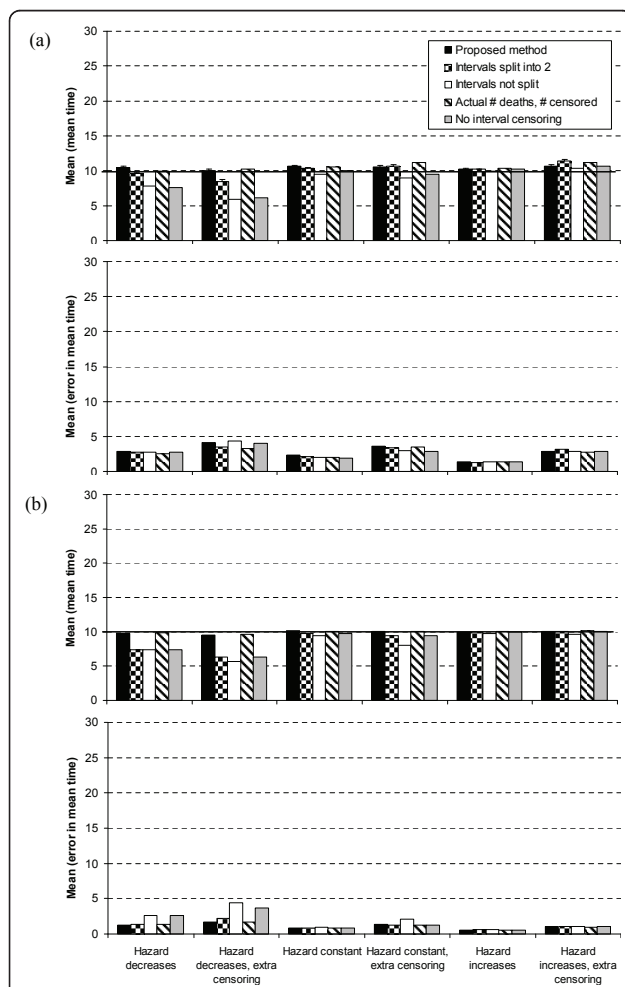 (a)
Mean (mean time)
30
25
20
15
10
5
0
Proposed method
Intervals split into 2
Intervals not split
Actual # deaths, # censored
No interval censoring
Mean (error in mean time)
30
25
20
15
10
5
0
(b)
Mean (mean time)
30
25
20
15
10
5
0
Mean (error in mean time)
30
25
20
15
10
5
0
Hazard
decreases
Hazard
decreases, extra
censoring
Hazard constant
Hazard constant,
extra censoring
Hazard
increases
Hazard
increases, extra
censoring